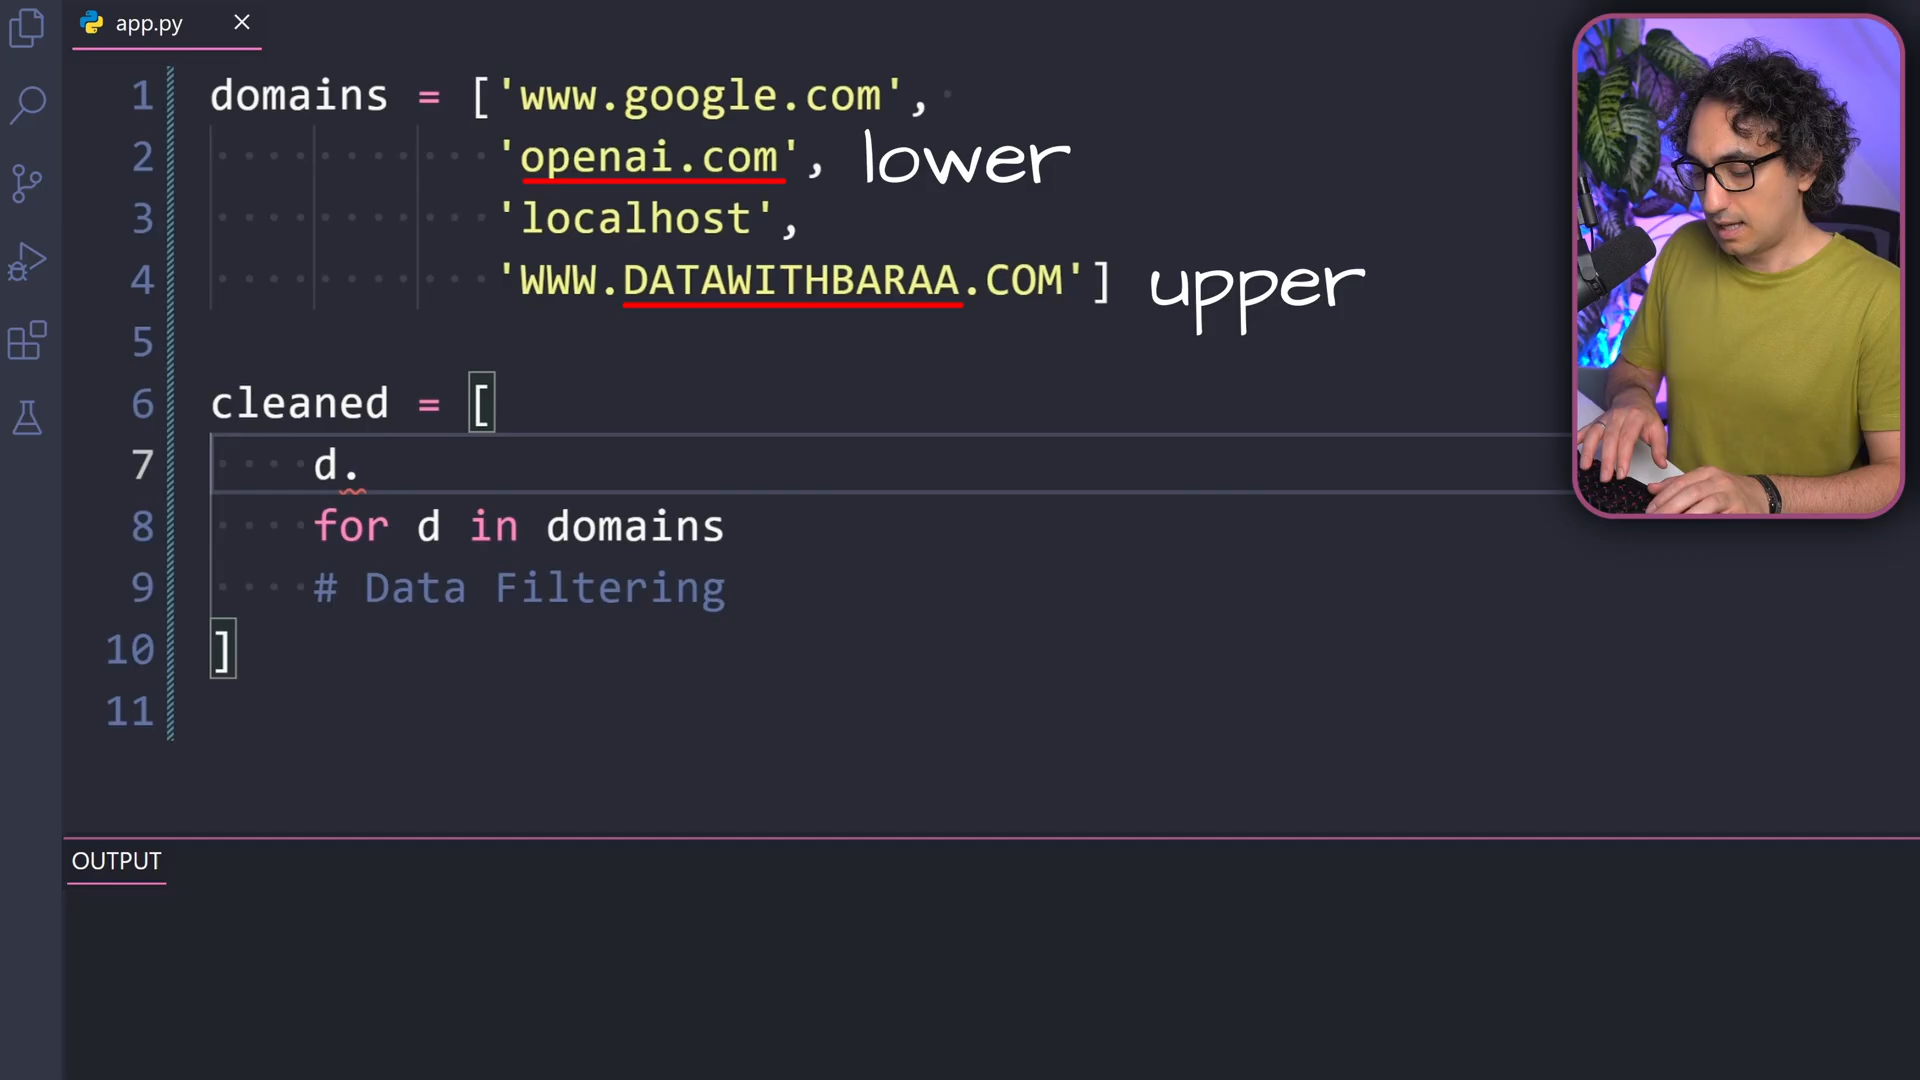 app.py
1 domains = ['www.google.com',
2 'openai.com', lower
3 'localhost',
4 'WWW.DATAWITHBARAA.COM'] upper
5
6 cleaned = [
7 d.
8 for d in domains
9 # Data Filtering
10 ]
11
OUTPUT